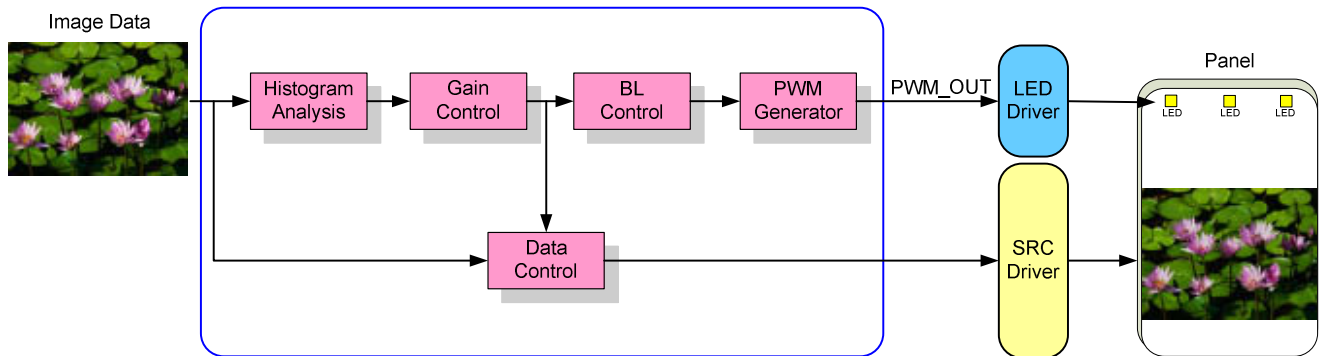 Image Data
Histogram
Analysis
Gain
Control
BL
Control
PWM
Generator
PWM_OUT
LED
Driver
Panel
LED
LED
LED
Data
Control
SRC
Driver